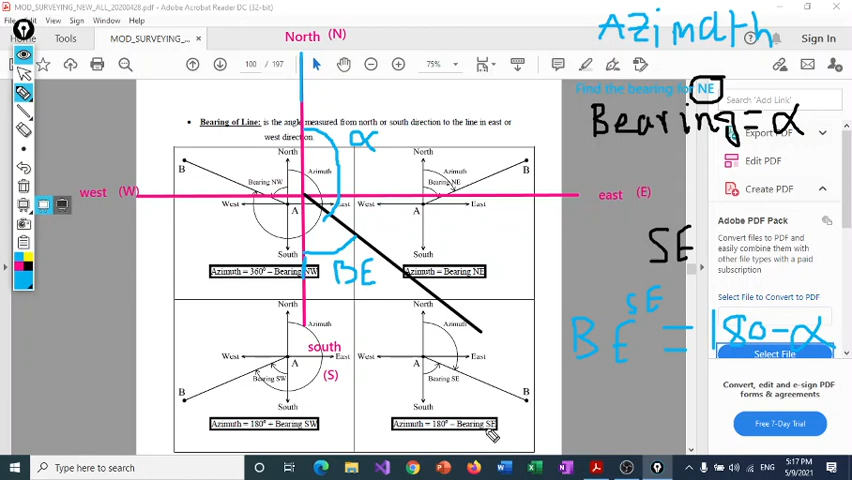 MOD_SURVEYING_NEW_ALL_20200428.pdf - Adobe Acrobat Reader DC (32-bit)
File Edit View Sign Window Help
North (N)
Azimuth
Home Tools MOD_SURVEYING_... × Sign In
100 / 197 75%
Find the bearing for NE
Bearing = α
Search 'Add Link'
Export PDF
Edit PDF
Create PDF
Adobe PDF Pack
Convert files to PDF and easily combine them with other file types with a paid subscription.
Select File to Convert to PDF
Select File
Convert, edit and e-sign PDF forms & agreements
Free 7-Day Trial
• Bearing of Line: is the angle measured from north or south direction to the line in east or
west direction
α
North
B
Azimuth
Bearing NW
West
East
A
South
Azimuth = 360° - Bearing NW
North
B
Azimuth
Bearing NE
West
East
A
South
Azimuth = Bearing NE
west (W)
east (E)
BE
SE
BE SE = 180-α
North
Azimuth
West
East
A
B
Bearing SW
South
Azimuth = 180° + Bearing SW
North
Azimuth
West
East
A
B
Bearing SE
South
Azimuth = 180° - Bearing SE
south
(S)
Type here to search
ENG
5:17 PM
5/9/2021